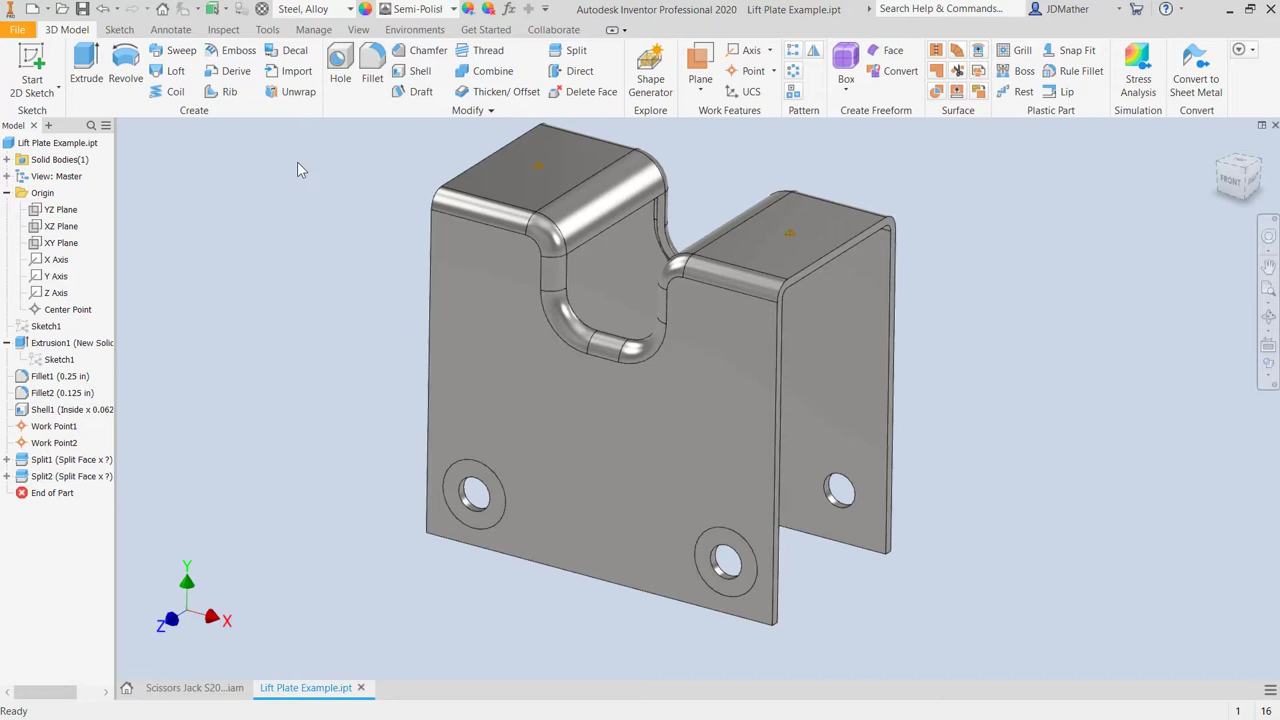 Steel, Alloy
Semi-Polisl
Autodesk Inventor Professional 2020
Lift Plate Example.ipt
Search Help & Commands...
JDMather
PRO
File
3D Model
Sketch
Annotate
Inspect
Tools
Manage
View
Environments
Get Started
Collaborate
Start
2D Sketch
Extrude
Revolve
Sweep
Loft
Coil
Emboss
Derive
Rib
Decal
Import
Unwrap
Hole
Fillet
Chamfer
Shell
Draft
Thread
Combine
Thicken/ Offset
Split
Direct
Delete Face
Shape
Generator
Plane
Axis
Point
UCS
Box
Face
Convert
Grill
Boss
Rest
Snap Fit
Rule Fillet
Lip
Stress
Analysis
Convert to
Sheet Metal
Sketch
Create
Modify
Explore
Work Features
Pattern
Create Freeform
Surface
Plastic Part
Simulation
Convert
Model
Lift Plate Example.ipt
Solid Bodies(1)
View: Master
Origin
YZ Plane
XZ Plane
XY Plane
X Axis
Y Axis
Z Axis
Center Point
Sketch1
Extrusion1 (New Solid
Sketch1
Fillet1 (0.25 in)
Fillet2 (0.125 in)
Shell1 (Inside x 0.062
Work Point1
Work Point2
Split1 (Split Face x ?)
Split2 (Split Face x ?)
End of Part
FRONT
Y
X
Z
Scissors Jack S20...iam
Lift Plate Example.ipt
Ready
1
16